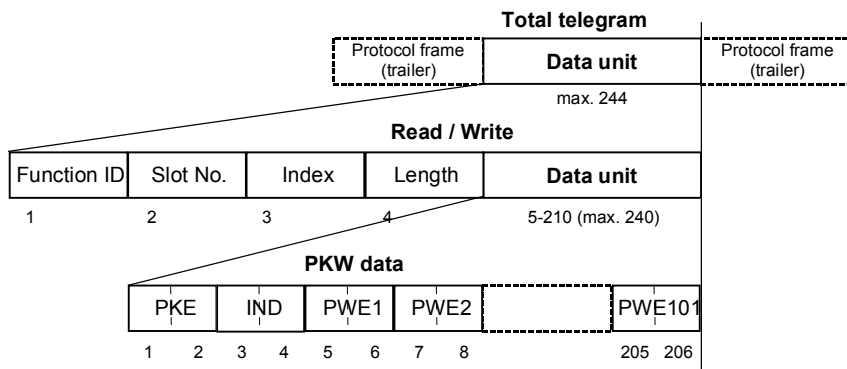 Total telegram
Protocol frame
(trailer)
Data unit
Protocol frame
(trailer)
max. 244
Read / Write
Function ID Slot No. Index Length Data unit
1 2 3 4 5-210 (max. 240)
PKW data
PKE IND PWE1 PWE2 PWE101
1 2 3 4 5 6 7 8 205 206